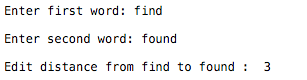 Enter first word: find
Enter second word: found
Edit distance from find to found :  3